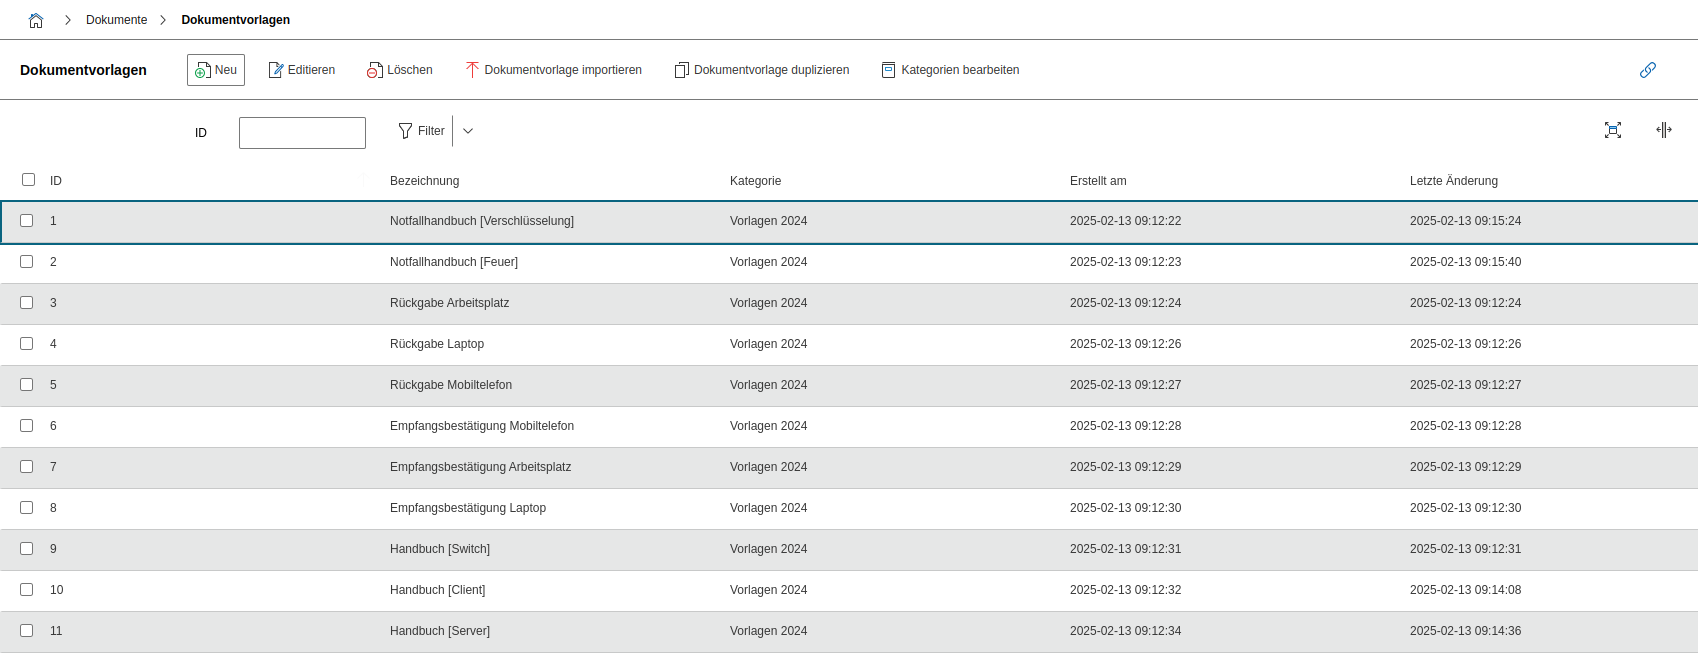 Dokumente Dokumentvorlagen
Dokumentvorlagen Neu Editieren Löschen Dokumentvorlage importieren Dokumentvorlage duplizieren Kategorien bearbeiten
ID Filter
ID Bezeichnung Kategorie Erstellt am Letzte Änderung
1 Notfallhandbuch [Verschlüsselung] Vorlagen 2024 2025-02-13 09:12:22 2025-02-13 09:15:24
2 Notfallhandbuch [Feuer] Vorlagen 2024 2025-02-13 09:12:23 2025-02-13 09:15:40
3 Rückgabe Arbeitsplatz Vorlagen 2024 2025-02-13 09:12:24 2025-02-13 09:12:24
4 Rückgabe Laptop Vorlagen 2024 2025-02-13 09:12:26 2025-02-13 09:12:26
5 Rückgabe Mobiltelefon Vorlagen 2024 2025-02-13 09:12:27 2025-02-13 09:12:27
6 Empfangsbestätigung Mobiltelefon Vorlagen 2024 2025-02-13 09:12:28 2025-02-13 09:12:28
7 Empfangsbestätigung Arbeitsplatz Vorlagen 2024 2025-02-13 09:12:29 2025-02-13 09:12:29
8 Empfangsbestätigung Laptop Vorlagen 2024 2025-02-13 09:12:30 2025-02-13 09:12:30
9 Handbuch [Switch] Vorlagen 2024 2025-02-13 09:12:31 2025-02-13 09:12:31
10 Handbuch [Client] Vorlagen 2024 2025-02-13 09:12:32 2025-02-13 09:14:08
11 Handbuch [Server] Vorlagen 2024 2025-02-13 09:12:34 2025-02-13 09:14:36